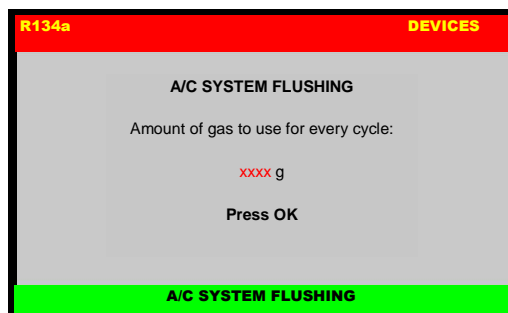 R134a DEVICES
A/C SYSTEM FLUSHING
Amount of gas to use for every cycle:
xxxx g
Press OK
A/C SYSTEM FLUSHING